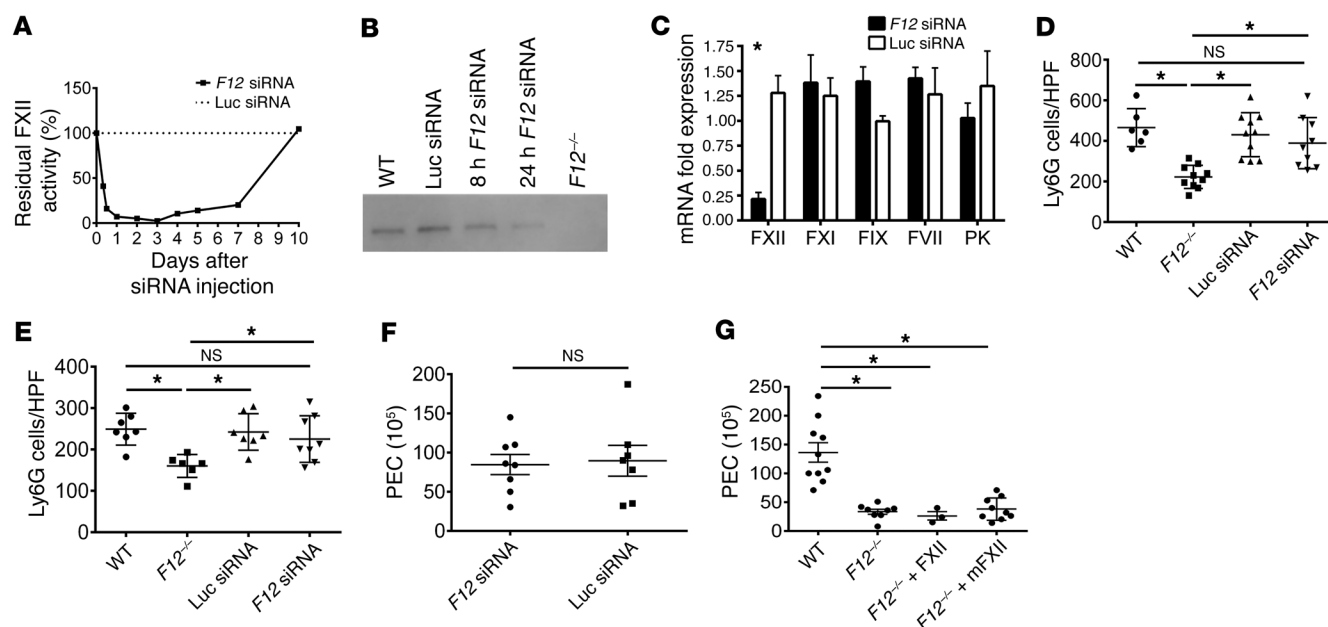 A
F12 siRNA
Luc siRNA
Residual FXII
activity (%)
150
100
50
0
0 1 2 3 4 5 6 7 8 9 10
Days after
siRNA injection
B
WT
Luc siRNA
8 h F12 siRNA
24 h F12 siRNA
F12–/–
C
F12 siRNA
Luc siRNA
mRNA fold expression
1.75
1.50
1.25
1.00
0.75
0.50
0.25
0.00
*
FXII FXI FIX FVII PK
D
*
NS
* *
Ly6G cells/HPF
800
600
400
200
0
WT
F12–/–
Luc siRNA
F12 siRNA
E
*
NS
* *
Ly6G cells/HPF
400
300
200
100
0
WT
F12–/–
Luc siRNA
F12 siRNA
F
NS
PEC (10⁵)
200
150
100
50
0
F12 siRNA
Luc siRNA
G
*
*
*
PEC (10⁵)
250
200
150
100
50
0
WT
F12–/–
F12–/– + FXII
F12–/– + mFXII